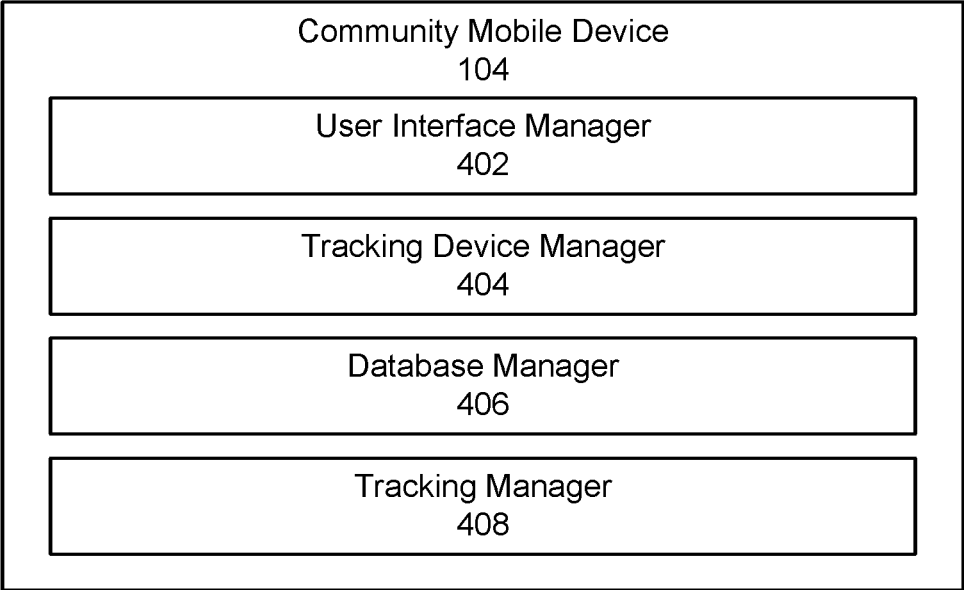 Community Mobile Device
104
User Interface Manager
402
Tracking Device Manager
404
Database Manager
406
Tracking Manager
408